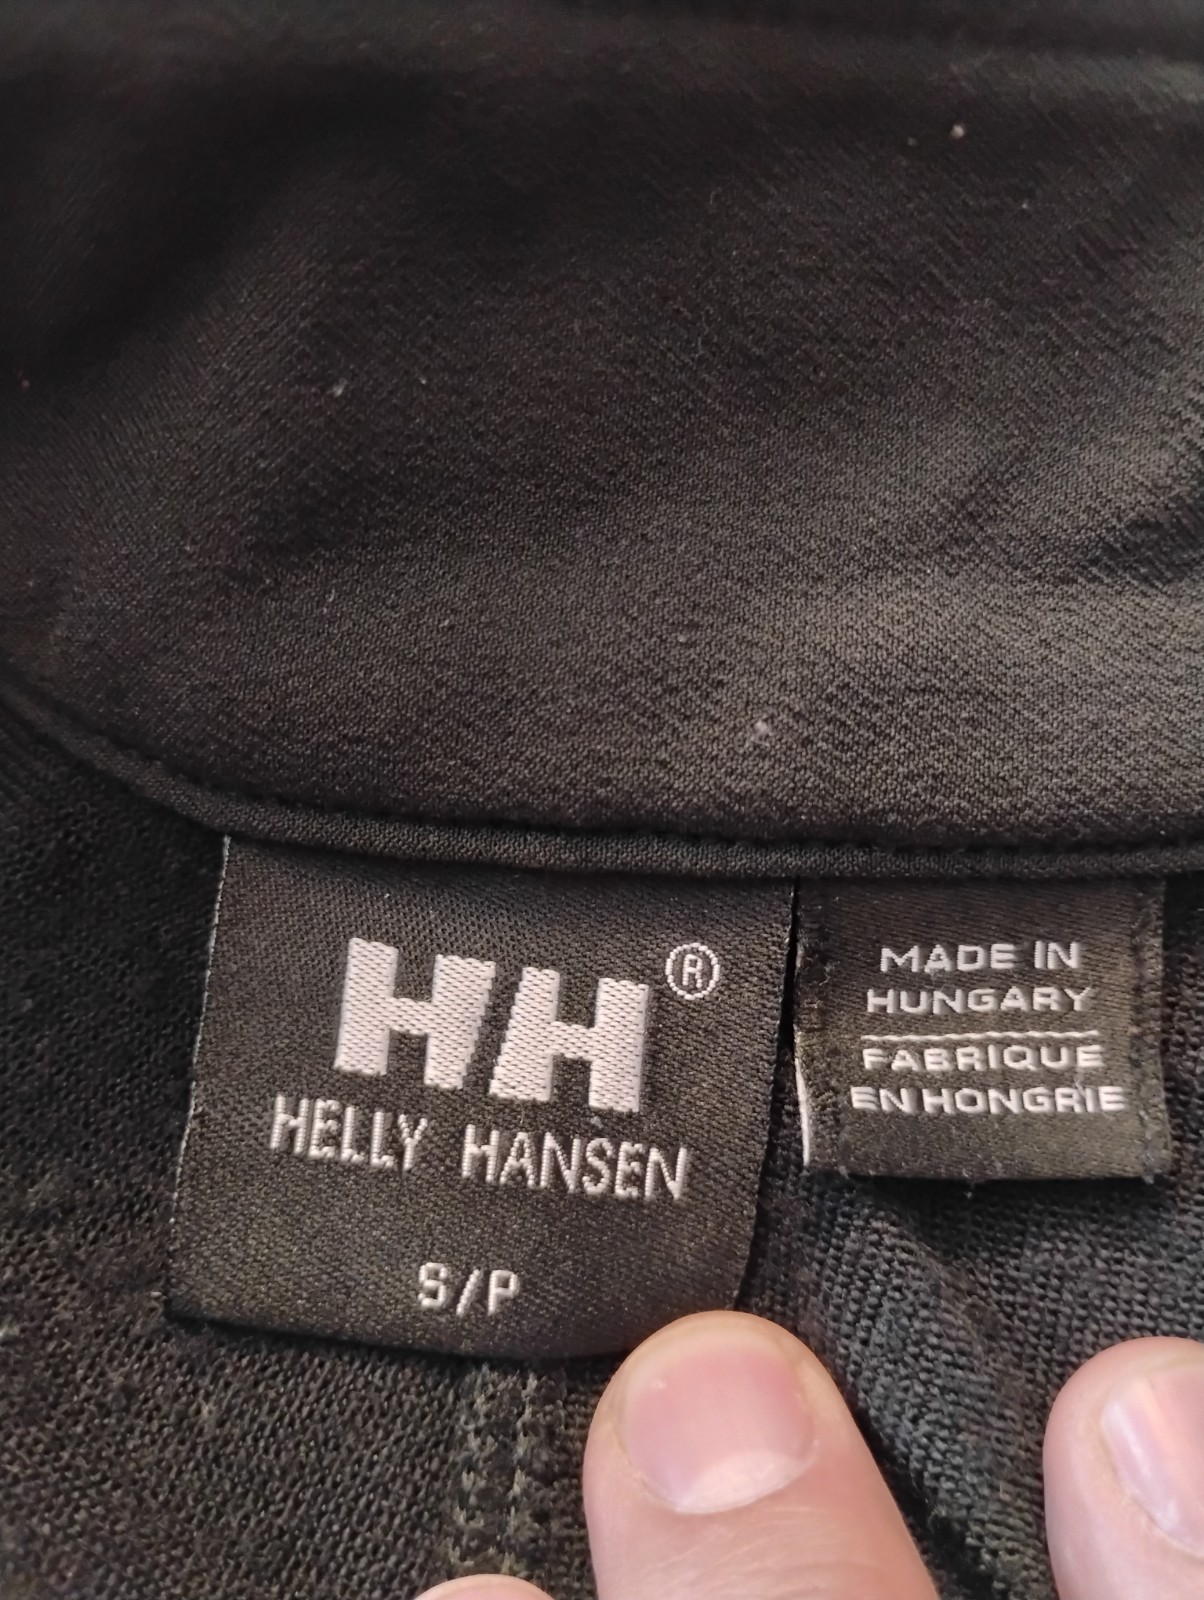 HH®
HELLY HANSEN
S/P
MADE IN
HUNGARY
FABRIQUE
EN HONGRIE